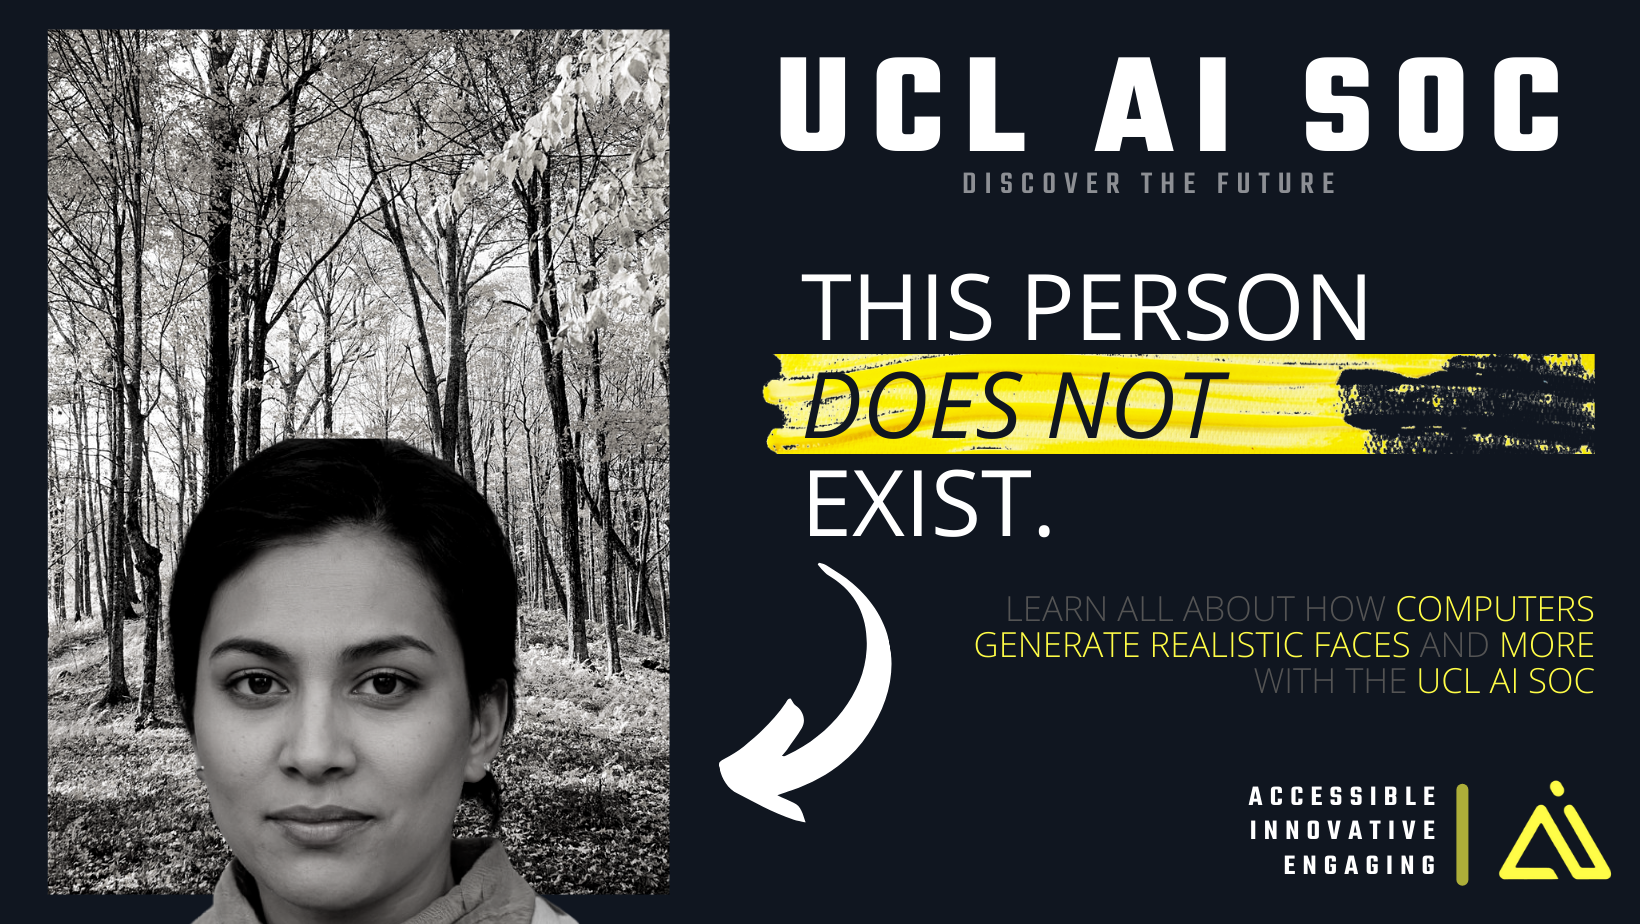 UCL AI SOC
DISCOVER THE FUTURE
THIS PERSON
DOES NOT
EXIST.
LEARN ALL ABOUT HOW COMPUTERS
GENERATE REALISTIC FACES AND MORE
WITH THE UCL AI SOC
ACCESSIBLE
INNOVATIVE
ENGAGING